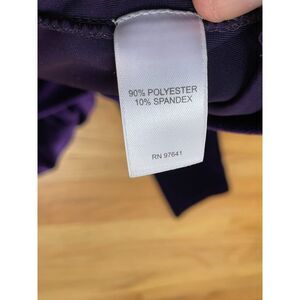 90% POLYESTER
10% SPANDEX
RN 97641